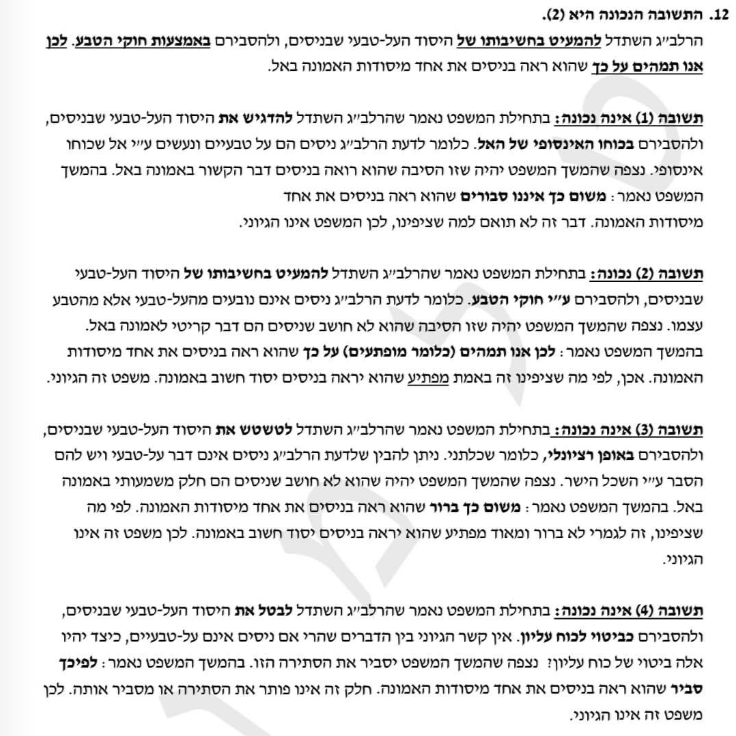 12. התשובה הנכונה היא (2).
הרלב״ג השתדל להמעיט בחשיבותו של היסוד העל-טבעי שבניסים, ולהסבירם באמצעות חוקי הטבע. לכן
אנו תמהים על כך שהוא ראה בניסים את אחד מיסודות האמונה באל.
תשובה (1) אינה נכונה: בתחילת המשפט נאמר שהרלב״ג השתדל להדגיש את היסוד העל-טבעי שבניסים,
ולהסבירם בכוחו האינסופי של האל. כלומר לדעת הרלב״ג ניסים הם על טבעיים ונעשים ע״י אל שכוחו
אינסופי. נצפה שהמשך המשפט יהיה שזו הסיבה שהוא רואה בניסים דבר הקשור באמונה באל. בהמשך
המשפט נאמר: משום כך איננו סבורים שהוא ראה בניסים את אחד
מיסודות האמונה. דבר זה לא תואם למה שציפינו, לכן המשפט אינו הגיוני.
תשובה (2) נכונה: בתחילת המשפט נאמר שהרלב״ג השתדל להמעיט בחשיבותו של היסוד העל-טבעי
שבניסים, ולהסבירם ע״י חוקי הטבע. כלומר לדעת הרלב״ג ניסים אינם נובעים מהעל-טבעי אלא מהטבע
עצמו. נצפה שהמשך המשפט יהיה שזו הסיבה שהוא לא חושב שניסים הם דבר קריטי לאמונה באל.
בהמשך המשפט נאמר: לכן אנו תמהים (כלומר מופתעים) על כך שהוא ראה בניסים את אחד מיסודות
האמונה. אכן, לפי מה שציפינו זה באמת מפתיע שהוא יראה בניסים יסוד חשוב באמונה. משפט זה הגיוני.
תשובה (3) אינה נכונה: בתחילת המשפט נאמר שהרלב״ג השתדל לטשטש את היסוד העל-טבעי שבניסים,
ולהסבירם באופן רציונלי, כלומר שכלתני. ניתן להבין שלדעת הרלב״ג ניסים אינם דבר על-טבעי ויש להם
הסבר ע״י השכל הישר. נצפה שהמשך המשפט יהיה שהוא לא חושב שניסים הם חלק משמעותי באמונה
באל. בהמשך המשפט נאמר: משום כך ברור שהוא ראה בניסים את אחד מיסודות האמונה. לפי מה
שציפינו, זה לגמרי לא ברור ומאוד מפתיע שהוא יראה בניסים יסוד חשוב באמונה. לכן משפט זה אינו
הגיוני.
תשובה (4) אינה נכונה: בתחילת המשפט נאמר שהרלב״ג השתדל לבטל את היסוד העל-טבעי שבניסים,
ולהסבירם כביטוי לכוח עליון. אין קשר הגיוני בין הדברים שהרי אם ניסים אינם על-טבעיים, כיצד יהיו
אלה ביטוי של כוח עליון? נצפה שהמשך המשפט יסביר את הסתירה הזו. בהמשך המשפט נאמר: לפיכך
סביר שהוא ראה בניסים את אחד מיסודות האמונה. חלק זה אינו פותר את הסתירה או מסביר אותה. לכן
משפט זה אינו הגיוני.